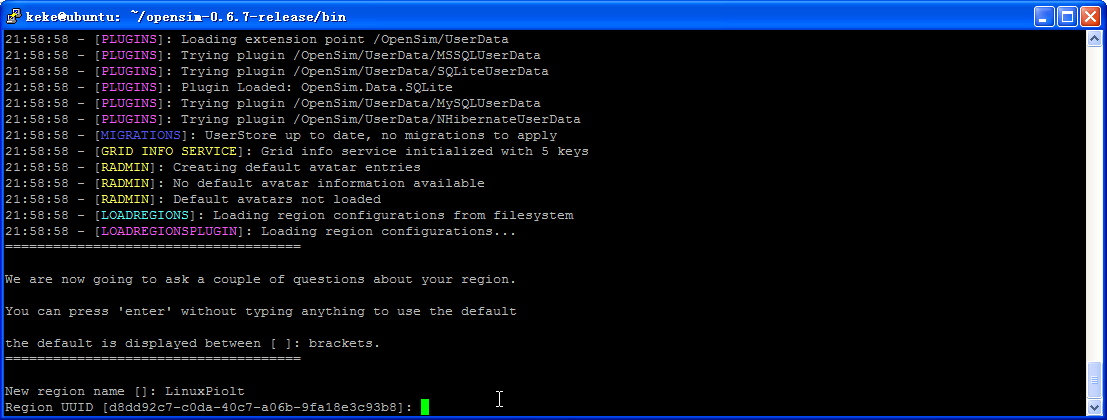 keke@ubuntu: ~/opensim-0.6.7-release/bin
21:58:58 - [PLUGINS]: Loading extension point /OpenSim/UserData
21:58:58 - [PLUGINS]: Trying plugin /OpenSim/UserData/MSSQLUserData
21:58:58 - [PLUGINS]: Trying plugin /OpenSim/UserData/SQLiteUserData
21:58:58 - [PLUGINS]: Plugin Loaded: OpenSim.Data.SQLite
21:58:58 - [PLUGINS]: Trying plugin /OpenSim/UserData/MySQLUserData
21:58:58 - [PLUGINS]: Trying plugin /OpenSim/UserData/NHibernateUserData
21:58:58 - [MIGRATIONS]: UserStore up to date, no migrations to apply
21:58:58 - [GRID INFO SERVICE]: Grid info service initialized with 5 keys
21:58:58 - [RADMIN]: Creating default avatar entries
21:58:58 - [RADMIN]: No default avatar information available
21:58:58 - [RADMIN]: Default avatars not loaded
21:58:58 - [LOADREGIONS]: Loading region configurations from filesystem
21:58:58 - [LOADREGIONSPLUGIN]: Loading region configurations...
=====================================
We are now going to ask a couple of questions about your region.
You can press 'enter' without typing anything to use the default
the default is displayed between [ ]: brackets.
=====================================
New region name []: LinuxPiolt
Region UUID [d8dd92c7-c0da-40c7-a06b-9fa18e3c93b8]: